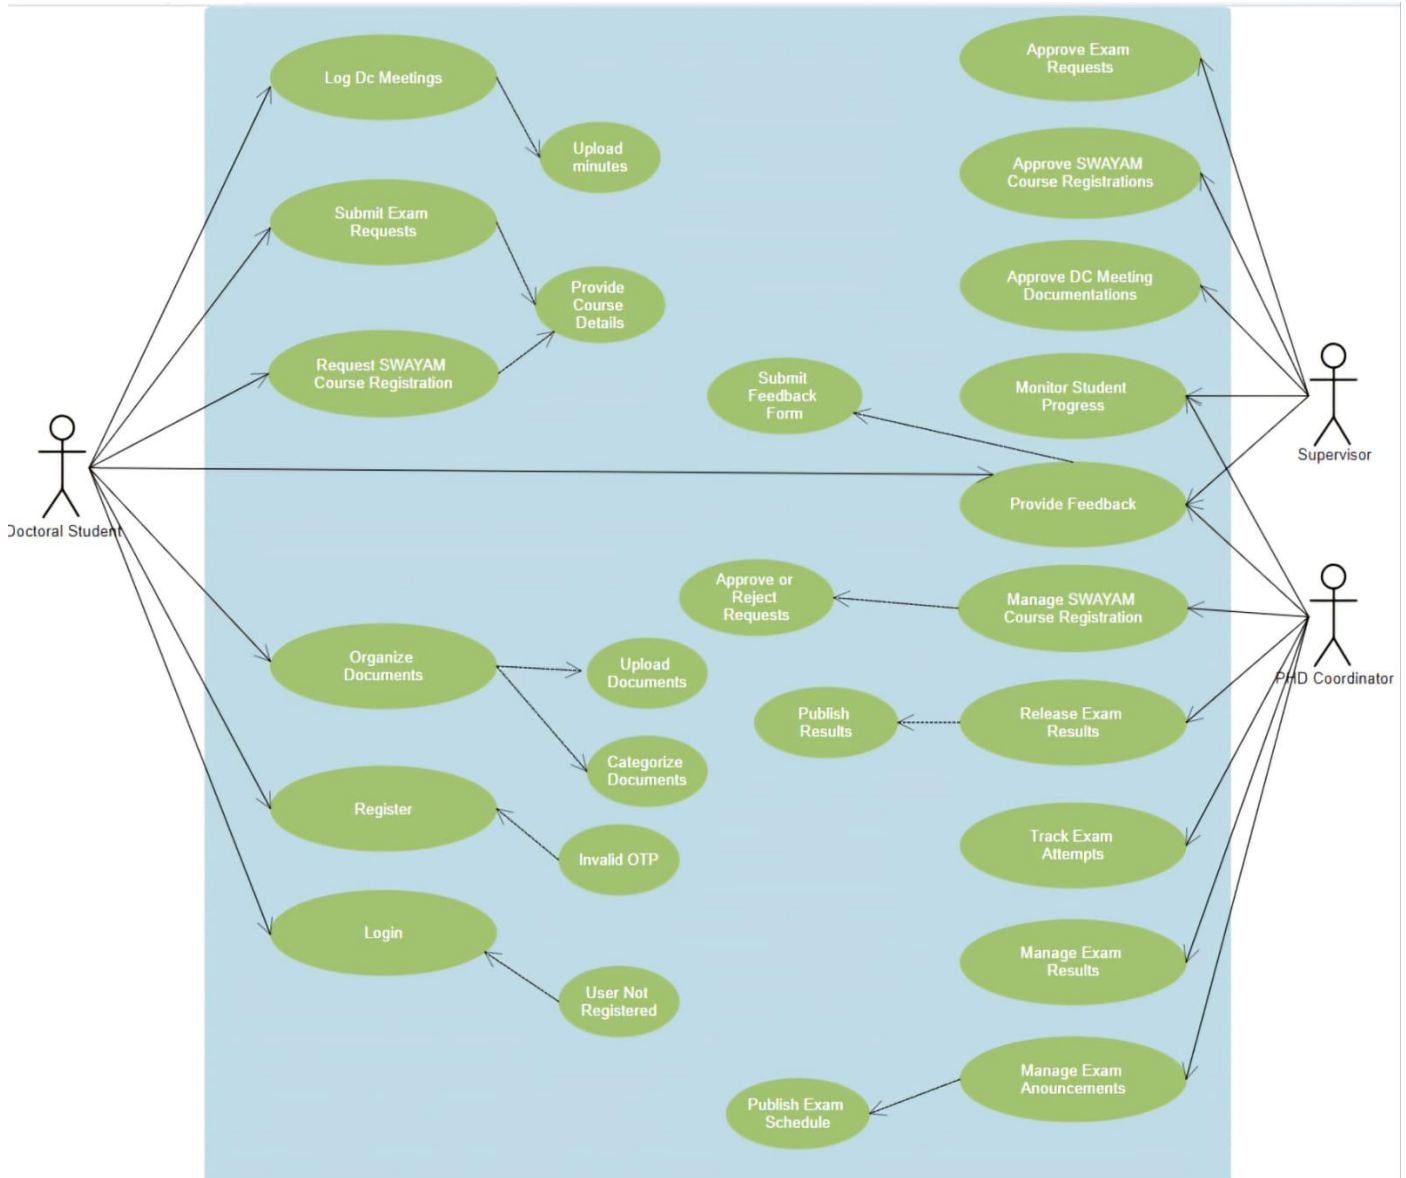 Log Dc Meetings
Upload
minutes
Submit Exam
Requests
Provide
Course
Details
Request SWAYAM
Course Registration
Doctoral Student
Organize
Documents
Upload
Documents
Categorize
Documents
Register
Invalid OTP
Login
User Not
Registered
Approve Exam
Requests
Approve SWAYAM
Course Registrations
Approve DC Meeting
Documentations
Monitor Student
Progress
Submit
Feedback
Form
Provide Feedback
Supervisor
Approve or
Reject
Requests
Manage SWAYAM
Course Registration
PHD Coordinator
Publish
Results
Release Exam
Results
Track Exam
Attempts
Manage Exam
Results
Manage Exam
Anouncements
Publish Exam
Schedule